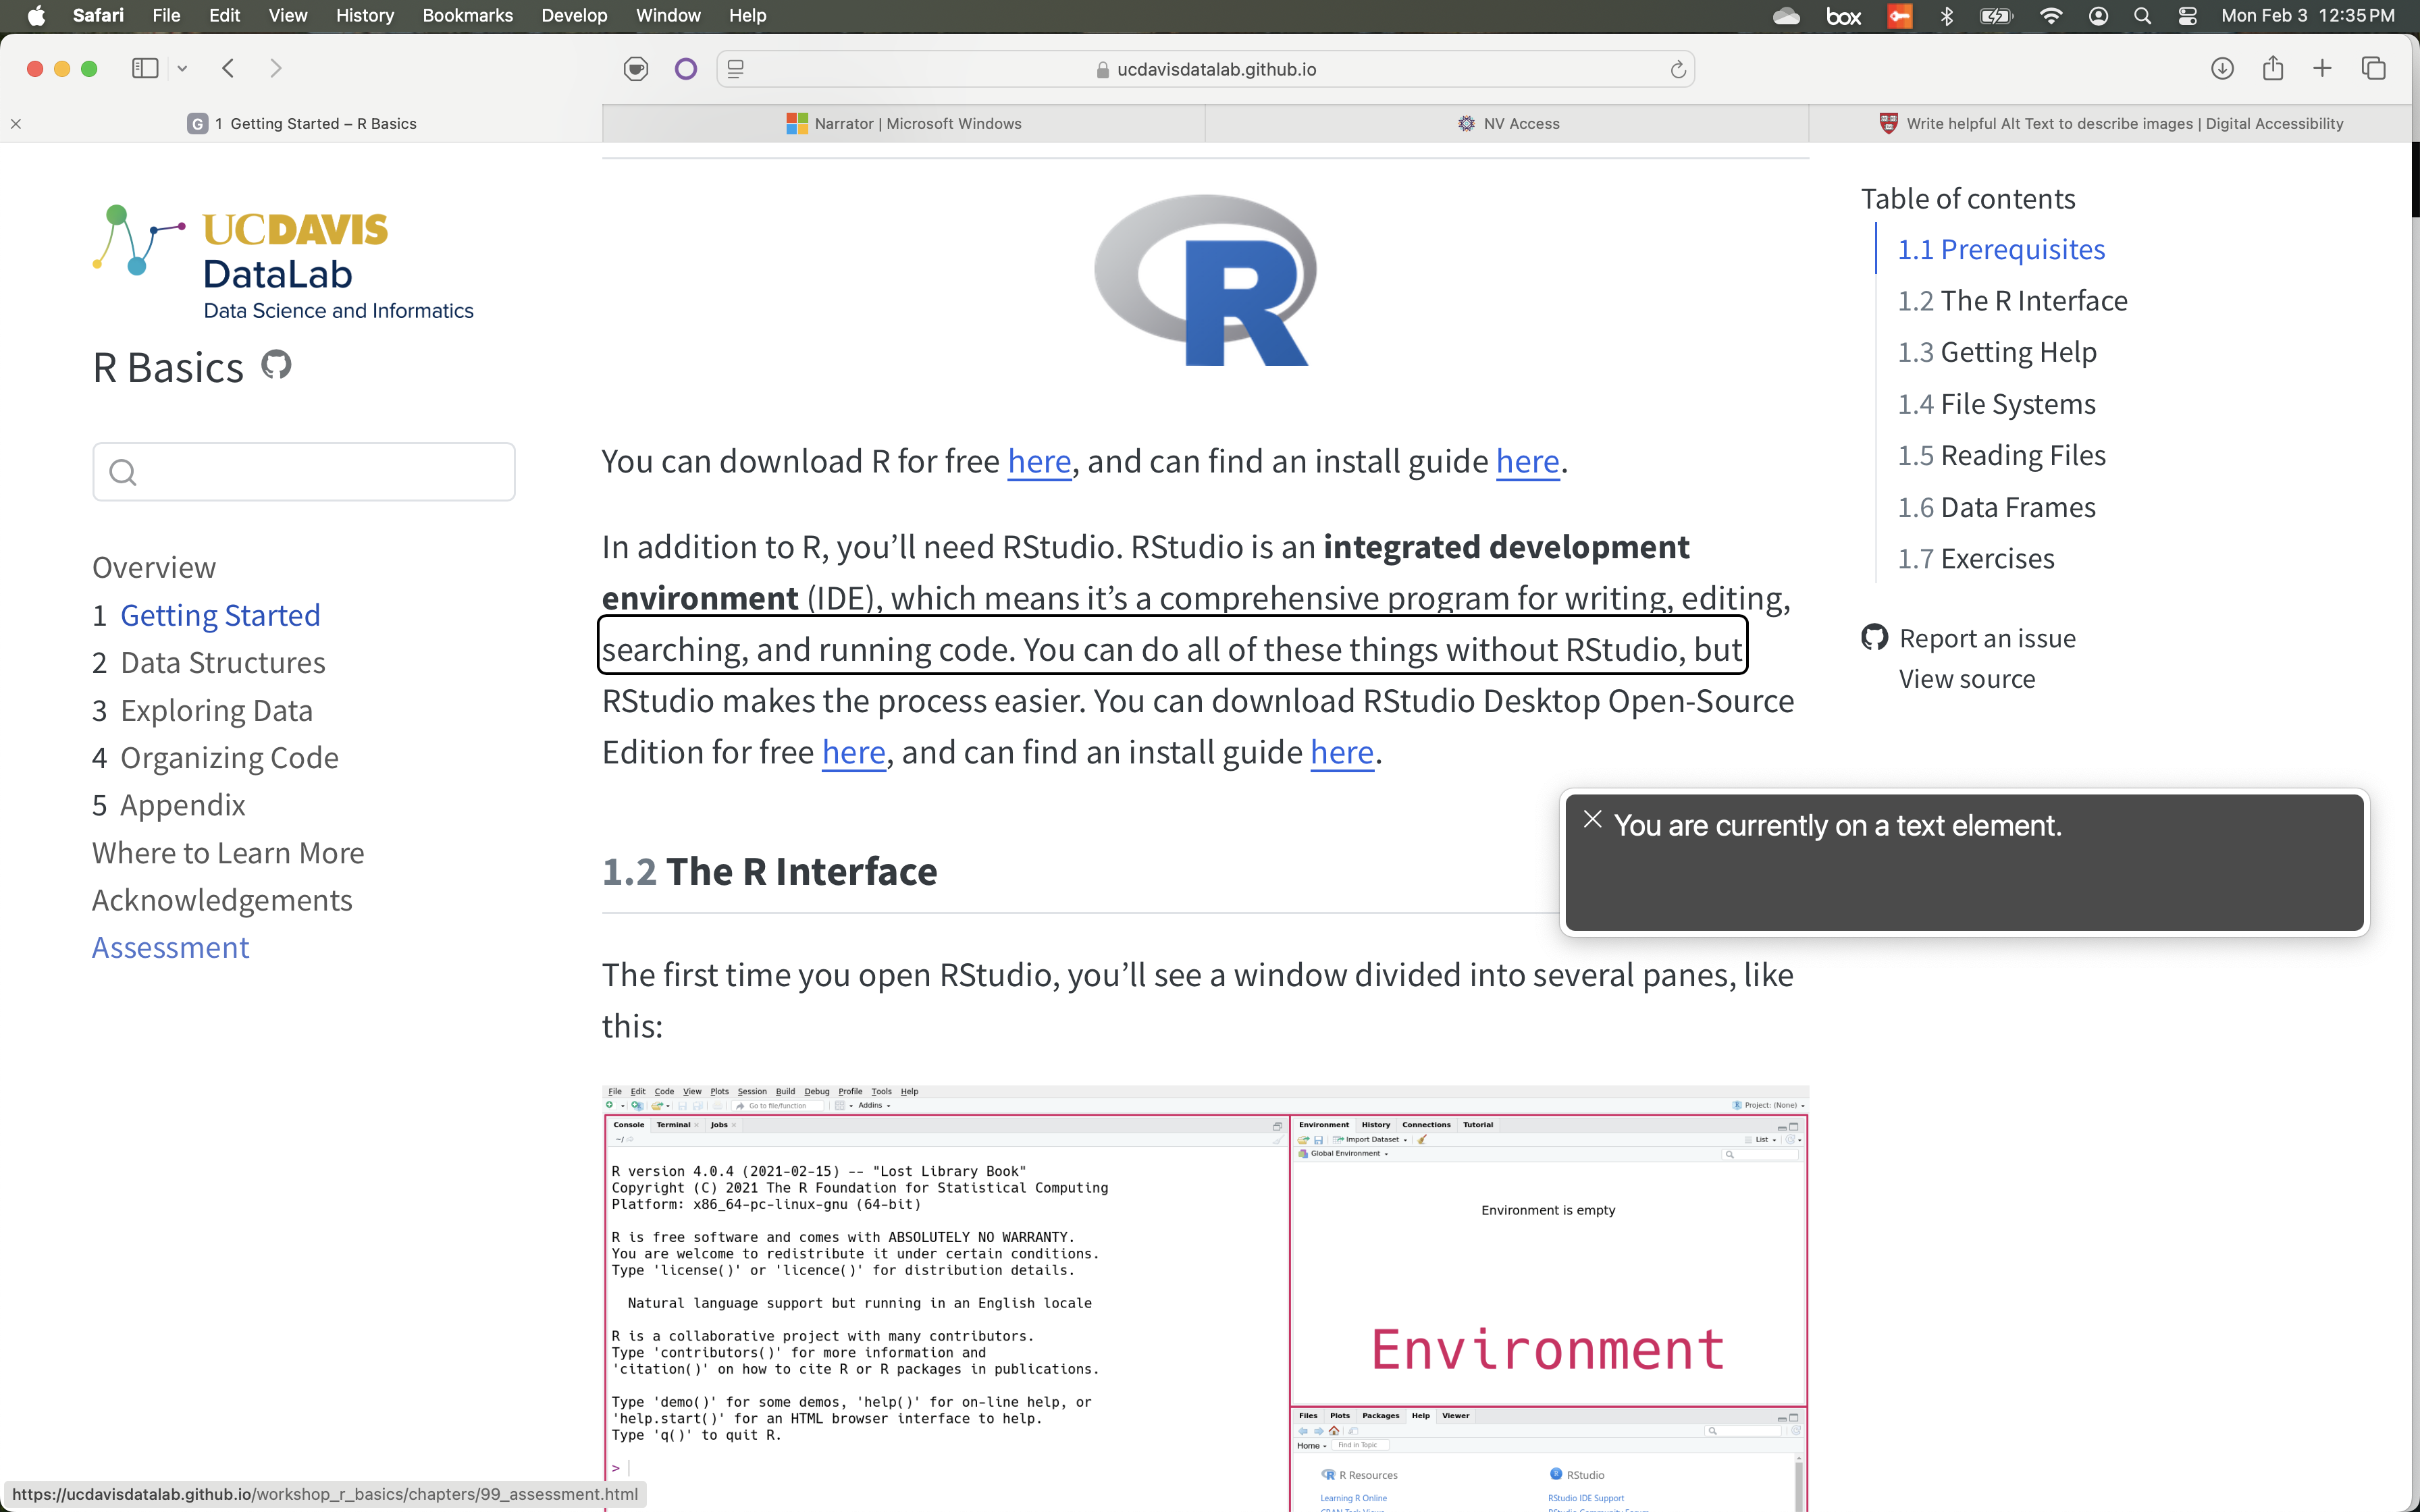 Safari File Edit View History Bookmarks Develop Window Help
box
Mon Feb 3 12:35 PM
ucdavisdatalab.github.io
G 1 Getting Started – R Basics
Narrator | Microsoft Windows
NV Access
Write helpful Alt Text to describe images | Digital Accessibility
UCDAVIS
DataLab
Data Science and Informatics
R Basics
Overview
1 Getting Started
2 Data Structures
3 Exploring Data
4 Organizing Code
5 Appendix
Where to Learn More
Acknowledgements
Assessment
R
You can download R for free here, and can find an install guide here.
In addition to R, you’ll need RStudio. RStudio is an integrated development
environment (IDE), which means it’s a comprehensive program for writing, editing,
searching, and running code. You can do all of these things without RStudio, but
RStudio makes the process easier. You can download RStudio Desktop Open-Source
Edition for free here, and can find an install guide here.
1.2 The R Interface
The first time you open RStudio, you’ll see a window divided into several panes, like
this:
File Edit Code View Plots Session Build Debug Profile Tools Help
Go to file/function
Addins
Project: (None)
Console Terminal Jobs
~/
R version 4.0.4 (2021-02-15) -- "Lost Library Book"
Copyright (C) 2021 The R Foundation for Statistical Computing
Platform: x86_64-pc-linux-gnu (64-bit)
R is free software and comes with ABSOLUTELY NO WARRANTY.
You are welcome to redistribute it under certain conditions.
Type 'license()' or 'licence()' for distribution details.
Natural language support but running in an English locale
R is a collaborative project with many contributors.
Type 'contributors()' for more information and
'citation()' on how to cite R or R packages in publications.
Type 'demo()' for some demos, 'help()' for on-line help, or
'help.start()' for an HTML browser interface to help.
Type 'q()' to quit R.
>
Environment History Connections Tutorial
Import Dataset
List
Global Environment
Environment is empty
Environment
Files Plots Packages Help Viewer
Home
Find in Topic
R Resources
RStudio
Learning R Online
RStudio IDE Support
Table of contents
1.1 Prerequisites
1.2 The R Interface
1.3 Getting Help
1.4 File Systems
1.5 Reading Files
1.6 Data Frames
1.7 Exercises
Report an issue
View source
You are currently on a text element.
https://ucdavisdatalab.github.io/workshop_r_basics/chapters/99_assessment.html